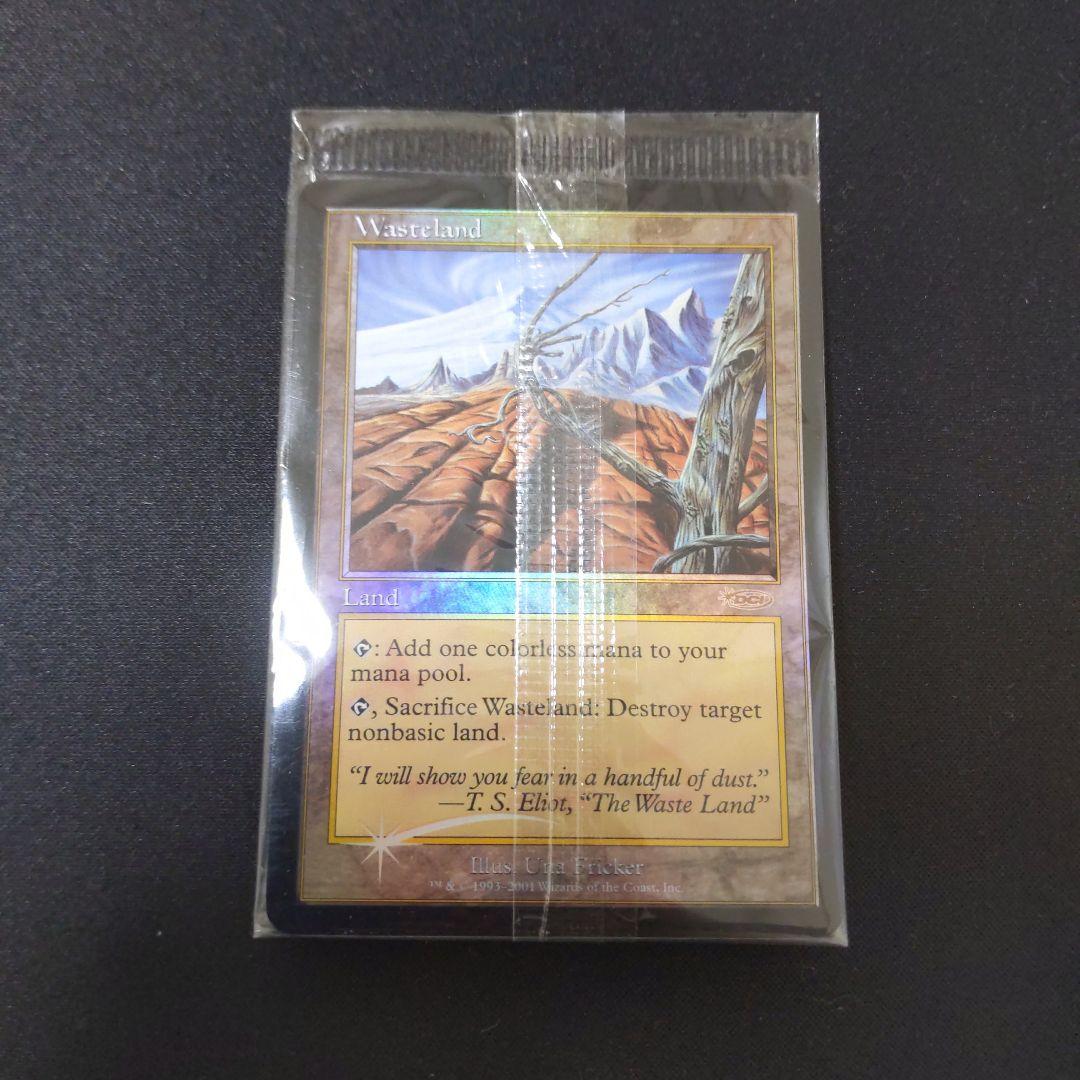 Wasteland
Land
DCI
: Add one colorless mana to your
mana pool.
, Sacrifice Wasteland: Destroy target
nonbasic land.
“I will show you fear in a handful of dust.”
—T. S. Eliot, “The Waste Land”
Illus. Una Fricker
™ & © 1993–2001 Wizards of the Coast, Inc.